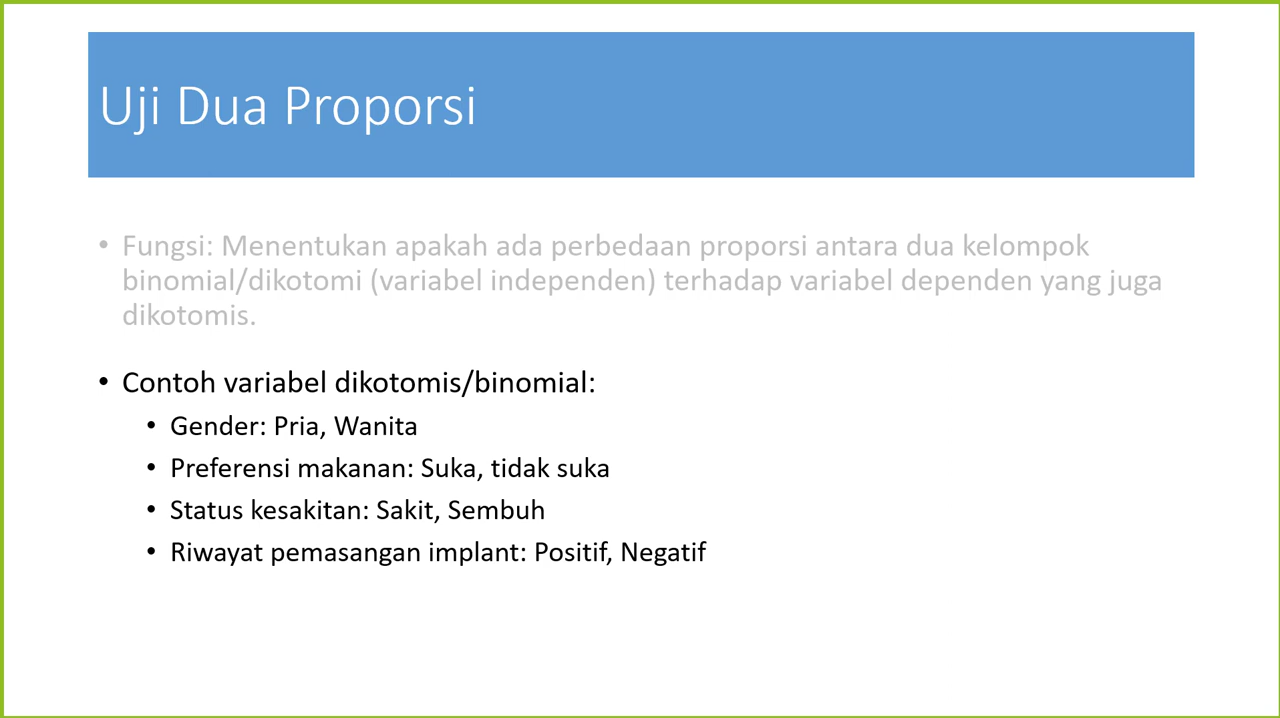 Uji Dua Proporsi
• Fungsi: Menentukan apakah ada perbedaan proporsi antara dua kelompok
binomial/dikotomi (variabel independen) terhadap variabel dependen yang juga
dikotomis.
• Contoh variabel dikotomis/binomial:
• Gender: Pria, Wanita
• Preferensi makanan: Suka, tidak suka
• Status kesakitan: Sakit, Sembuh
• Riwayat pemasangan implant: Positif, Negatif